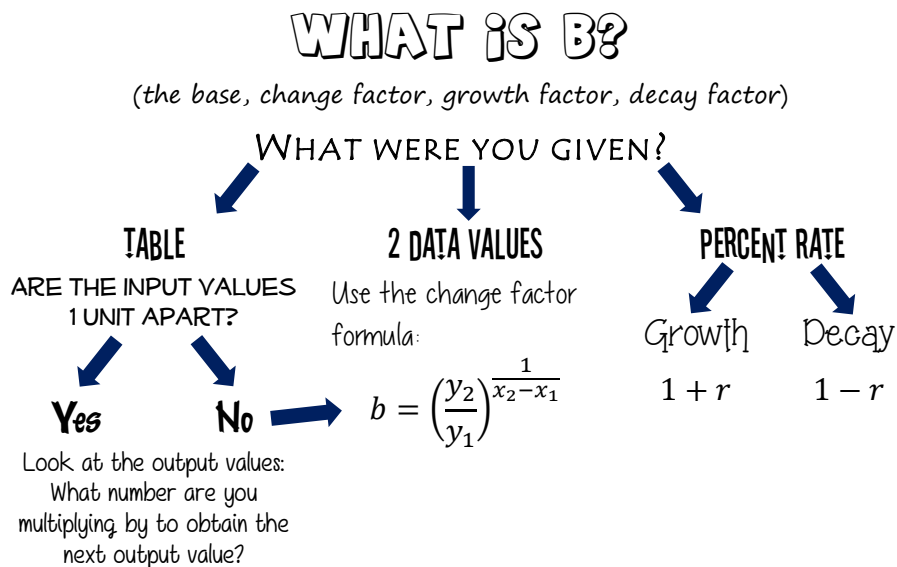 WHAT IS B?
(the base, change factor, growth factor, decay factor)
WHAT WERE YOU GIVEN?
TABLE
ARE THE INPUT VALUES
1 UNIT APART?
Yes
No
Look at the output values:
What number are you
multiplying by to obtain the
next output value?
2 DATA VALUES
Use the change factor
formula:
b = (y₂/y₁)^(1/(x₂−x₁))
PERCENT RATE
Growth
1 + r
Decay
1 − r